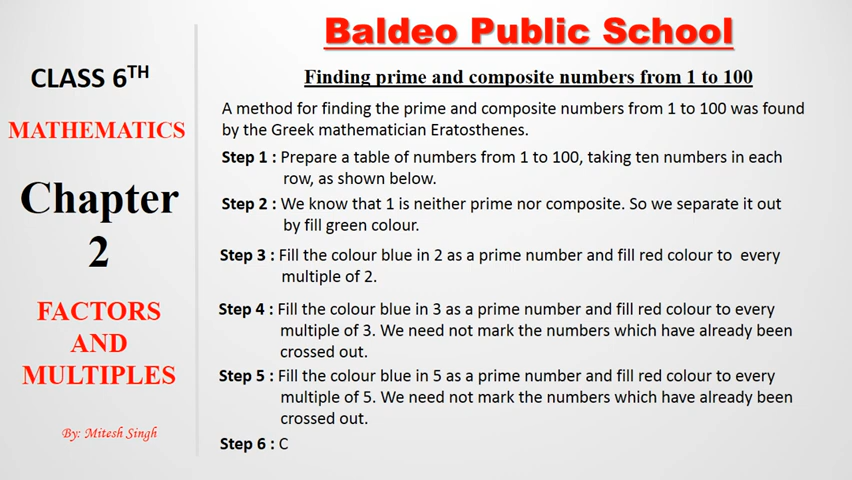 Baldeo Public School
CLASS 6TH
MATHEMATICS
Chapter
2
FACTORS
AND
MULTIPLES
By: Mitesh Singh
Finding prime and composite numbers from 1 to 100
A method for finding the prime and composite numbers from 1 to 100 was found
by the Greek mathematician Eratosthenes.
Step 1 : Prepare a table of numbers from 1 to 100, taking ten numbers in each
row, as shown below.
Step 2 : We know that 1 is neither prime nor composite. So we separate it out
by fill green colour.
Step 3 : Fill the colour blue in 2 as a prime number and fill red colour to every
multiple of 2.
Step 4 : Fill the colour blue in 3 as a prime number and fill red colour to every
multiple of 3. We need not mark the numbers which have already been
crossed out.
Step 5 : Fill the colour blue in 5 as a prime number and fill red colour to every
multiple of 5. We need not mark the numbers which have already been
crossed out.
Step 6 : C